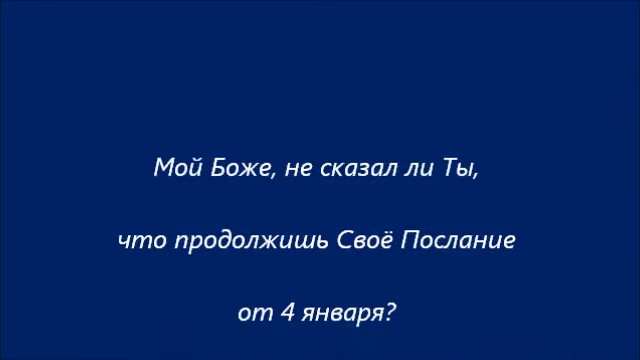 Мой Боже, не сказал ли Ты,
что продолжишь Своё Послание
от 4 января?